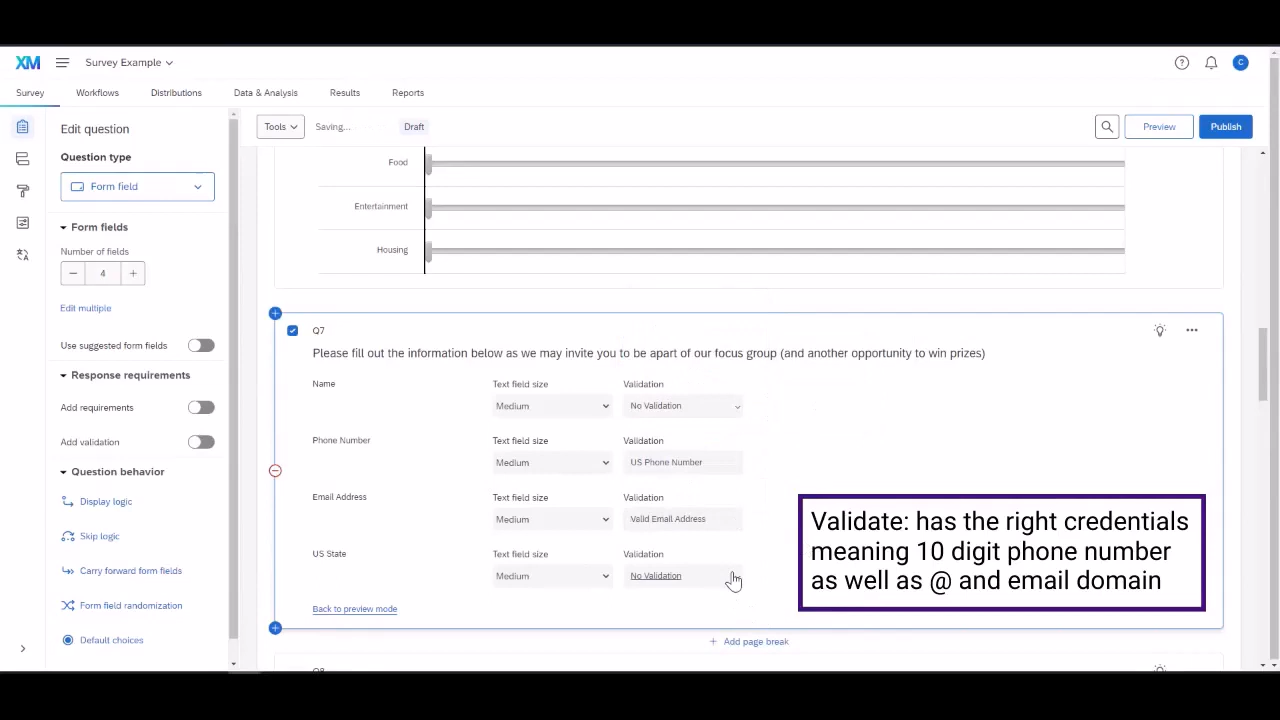 XM
Survey Example
C
Survey
Workflows
Distributions
Data & Analysis
Results
Reports
Edit question
Question type
Form field
Form fields
Number of fields
4
Edit multiple
Use suggested form fields
Response requirements
Add requirements
Add validation
Question behavior
Display logic
Skip logic
Carry forward form fields
Form field randomization
Default choices
Tools
Saving...
Draft
Preview
Publish
Food
Entertainment
Housing
Q7
Please fill out the information below as we may invite you to be apart of our focus group (and another opportunity to win prizes)
Name
Text field size
Validation
Medium
No Validation
Phone Number
Text field size
Validation
Medium
US Phone Number
Email Address
Text field size
Validation
Medium
Valid Email Address
US State
Text field size
Validation
Medium
No Validation
Back to preview mode
Validate: has the right credentials
meaning 10 digit phone number
as well as @ and email domain
Add page break